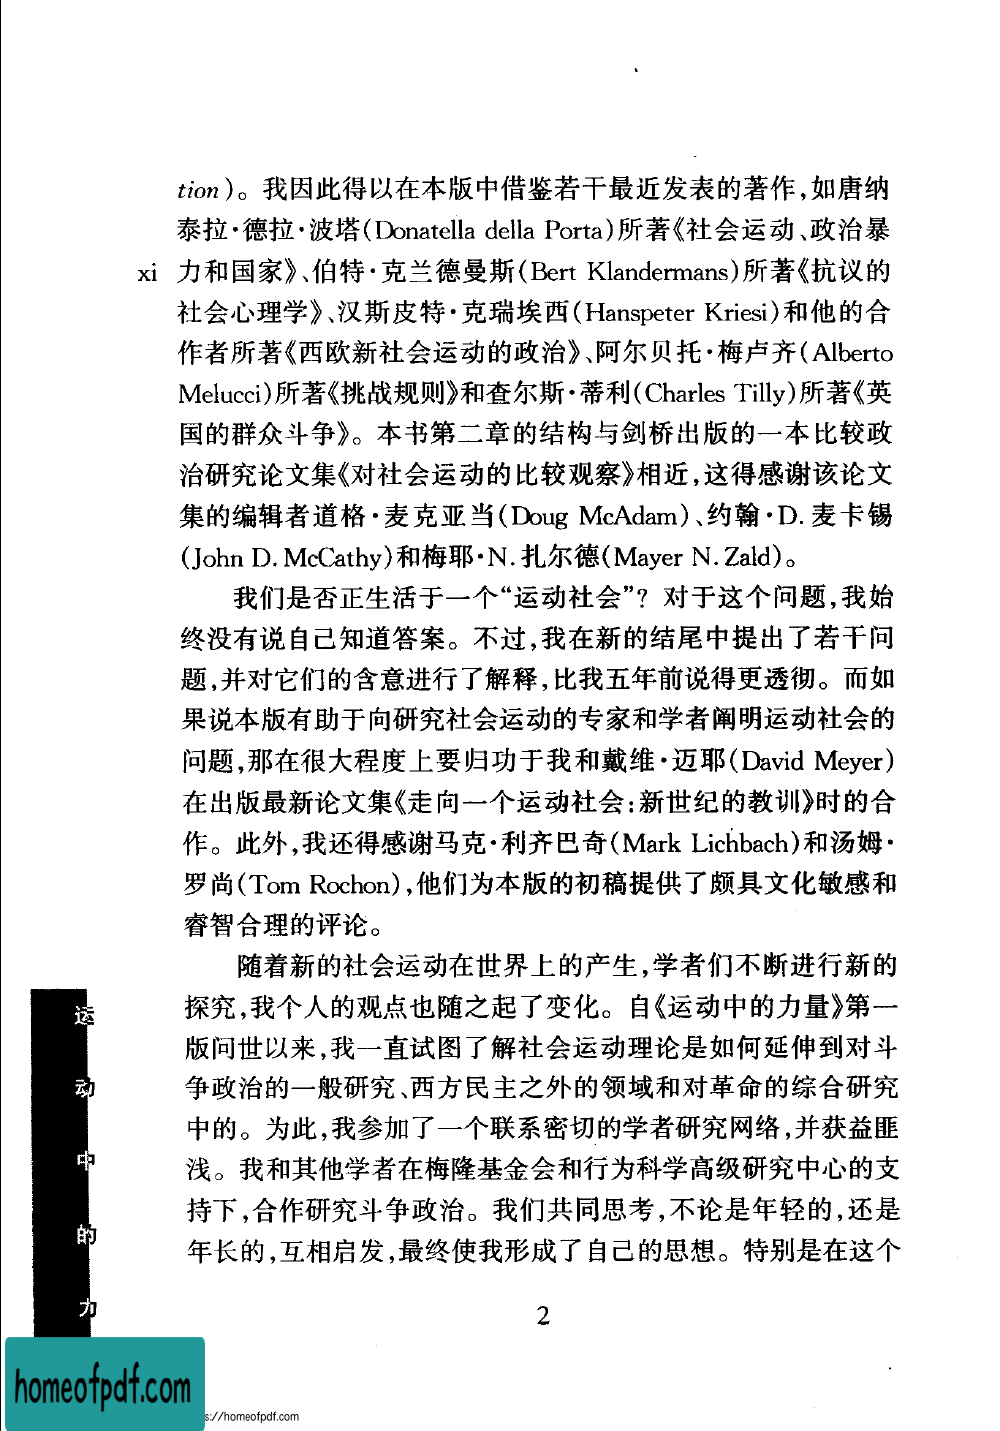 tion)。我因此得以在本版中借鉴若干最近发表的著作,如唐纳
泰拉·德拉·波塔(Donatella della Porta)所著《社会运动、政治暴
xi 力和国家》、伯特·克兰德曼斯(Bert Klandermans)所著《抗议的
社会心理学》、汉斯皮特·克瑞埃西(Hanspeter Kriesi)和他的合
作者所著《西欧新社会运动的政治》、阿尔贝托·梅卢齐(Alberto
Melucci)所著《挑战规则》和查尔斯·蒂利(Charles Tilly)所著《英
国的群众斗争》。本书第二章的结构与剑桥出版的一本比较政
治研究论文集《对社会运动的比较观察》相近,这得感谢该论文
集的编辑者道格·麦克亚当(Doug McAdam)、约翰·D.麦卡锡
(John D. McCathy)和梅耶·N.扎尔德(Mayer N. Zald)。
我们是否正生活于一个“运动社会”?对于这个问题,我始
终没有说自己知道答案。不过,我在新的结尾中提出了若干问
题,并对它们的含意进行了解释,比我五年前说得更透彻。而如
果说本版有助于向研究社会运动的专家和学者阐明运动社会的
问题,那在很大程度上要归功于我和戴维·迈耶(David Meyer)
在出版最新论文集《走向一个运动社会:新世纪的教训》时的合
作。此外,我还得感谢马克·利齐巴奇(Mark Lichbach)和汤姆·
罗尚(Tom Rochon),他们为本版的初稿提供了颇具文化敏感和
睿智合理的评论。
随着新的社会运动在世界上的产生,学者们不断进行新的
探究,我个人的观点也随之起了变化。自《运动中的力量》第一
版问世以来,我一直试图了解社会运动理论是如何延伸到对斗
争政治的一般研究、西方民主之外的领域和对革命的综合研究
中的。为此,我参加了一个联系密切的学者研究网络,并获益匪
浅。我和其他学者在梅隆基金会和行为科学高级研究中心的支
持下,合作研究斗争政治。我们共同思考,不论是年轻的,还是
年长的,互相启发,最终使我形成了自己的思想。特别是在这个
2
运
动
中
的
力
homeofpdf.com
s://homeofpdf.com